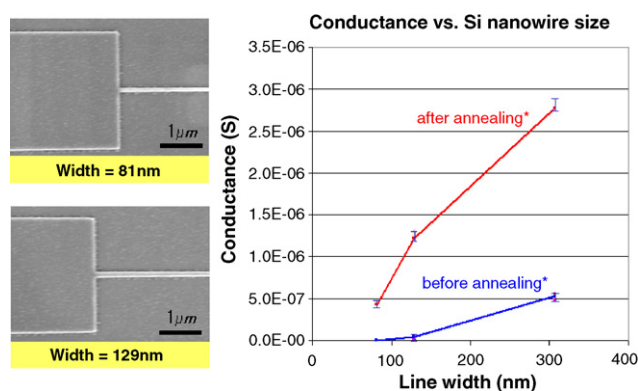 1μm
Width = 81nm
1μm
Width = 129nm
Conductance vs. Si nanowire size
Conductance (S)
3.5E-06
3.0E-06
2.5E-06
2.0E-06
1.5E-06
1.0E-06
5.0E-07
0.0E-00
after annealing*
before annealing*
0 100 200 300 400
Line width (nm)